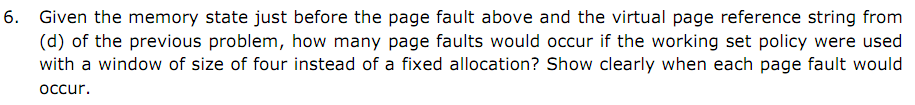 6. Given the memory state just before the page fault above and the virtual page reference string from
(d) of the previous problem, how many page faults would occur if the working set policy were used
with a window of size of four instead of a fixed allocation? Show clearly when each page fault would
occur.